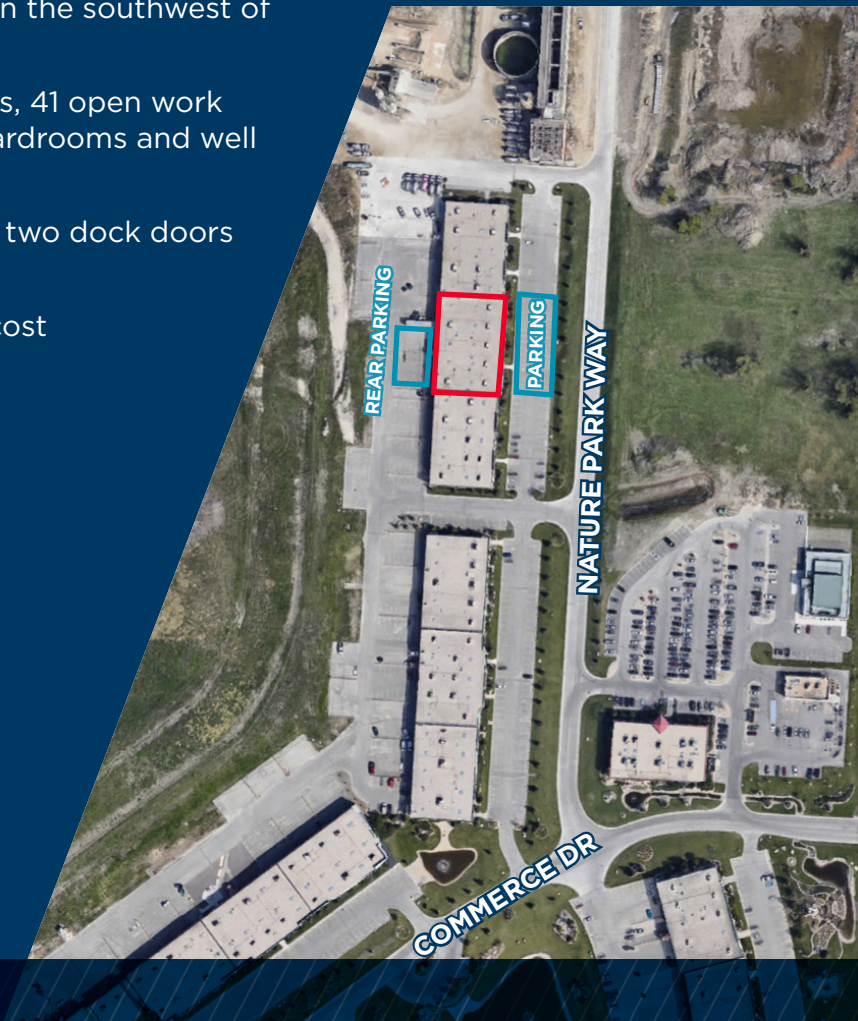 n the southwest of
s, 41 open work
ardrooms and well
two dock doors
cost
REAR PARKING
PARKING
NATURE PARK WAY
COMMERCE DR